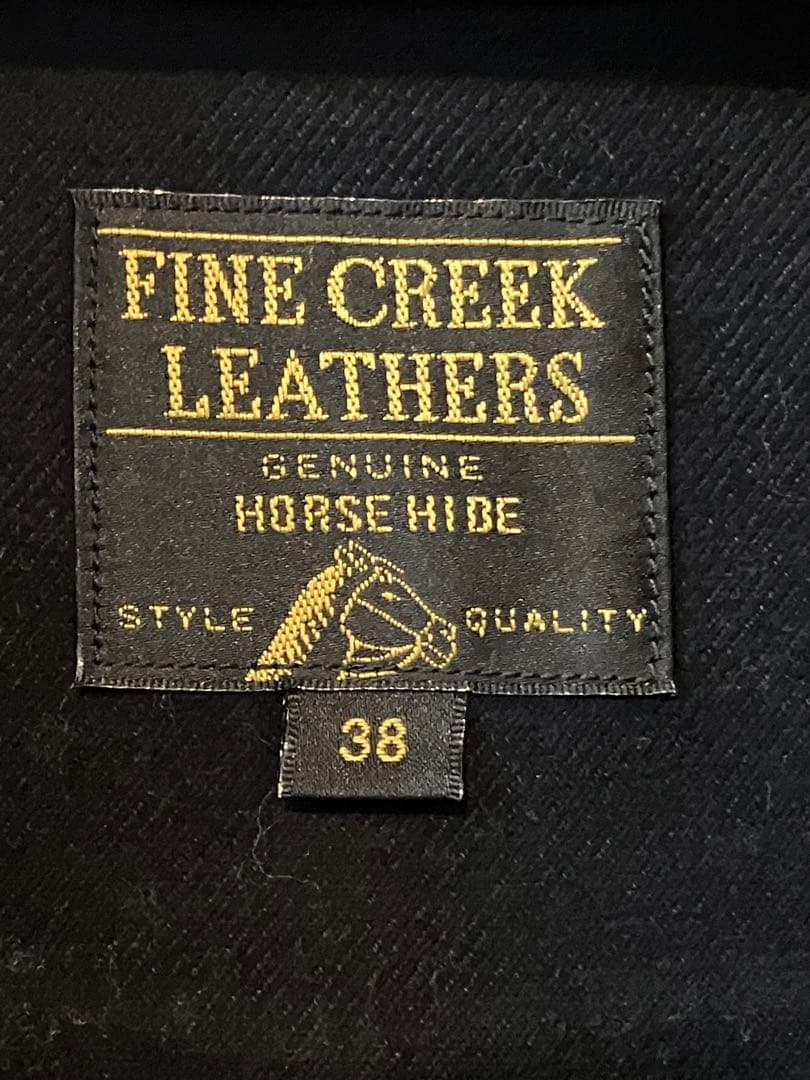 FINE CREEK
LEATHERS
GENUINE
HORSE HIDE
STYLE QUALITY
38